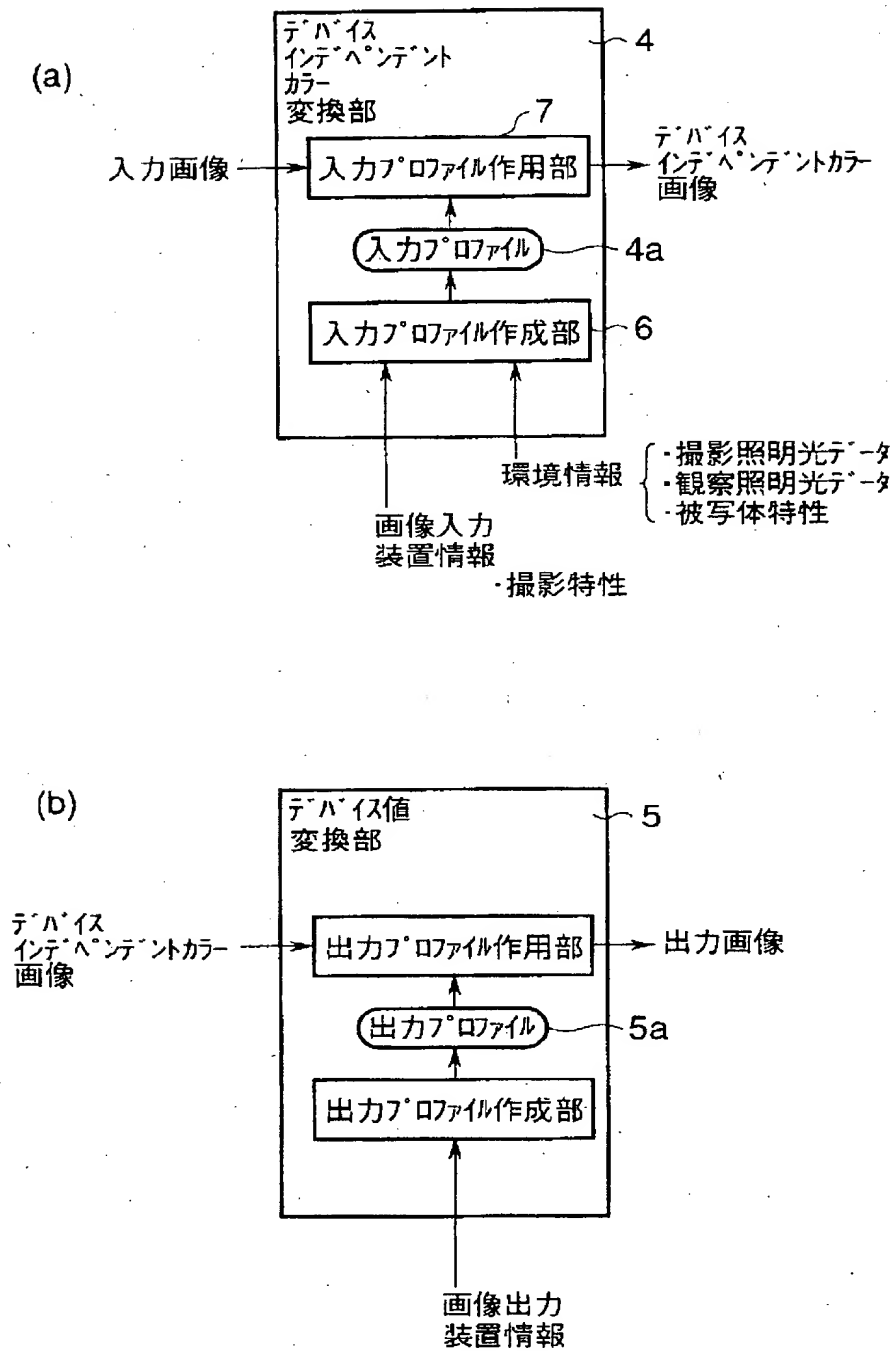 (a)
デバイス
インデペンデント
カラー
変換部
4
7
入力画像
入力プロファイル作用部
デバイス
インデペンデントカラー
画像
入力プロファイル
4a
入力プロファイル作成部
6
環境情報
・撮影照明光データ
・観察照明光データ
・被写体特性
画像入力
装置情報
・撮影特性
(b)
デバイス値
変換部
5
デバイス
インデペンデントカラー
画像
出力プロファイル作用部
出力画像
出力プロファイル
5a
出力プロファイル作成部
画像出力
装置情報